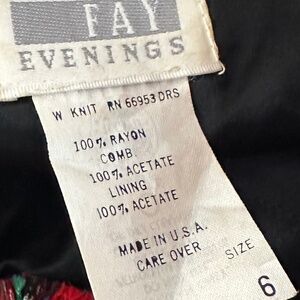 FAY
EVENINGS
W KNIT RN 66953 DRS
100% RAYON
COMB
100% ACETATE
LINING
100% ACETATE
MADE IN U.S.A.
CARE OVER
SIZE
6